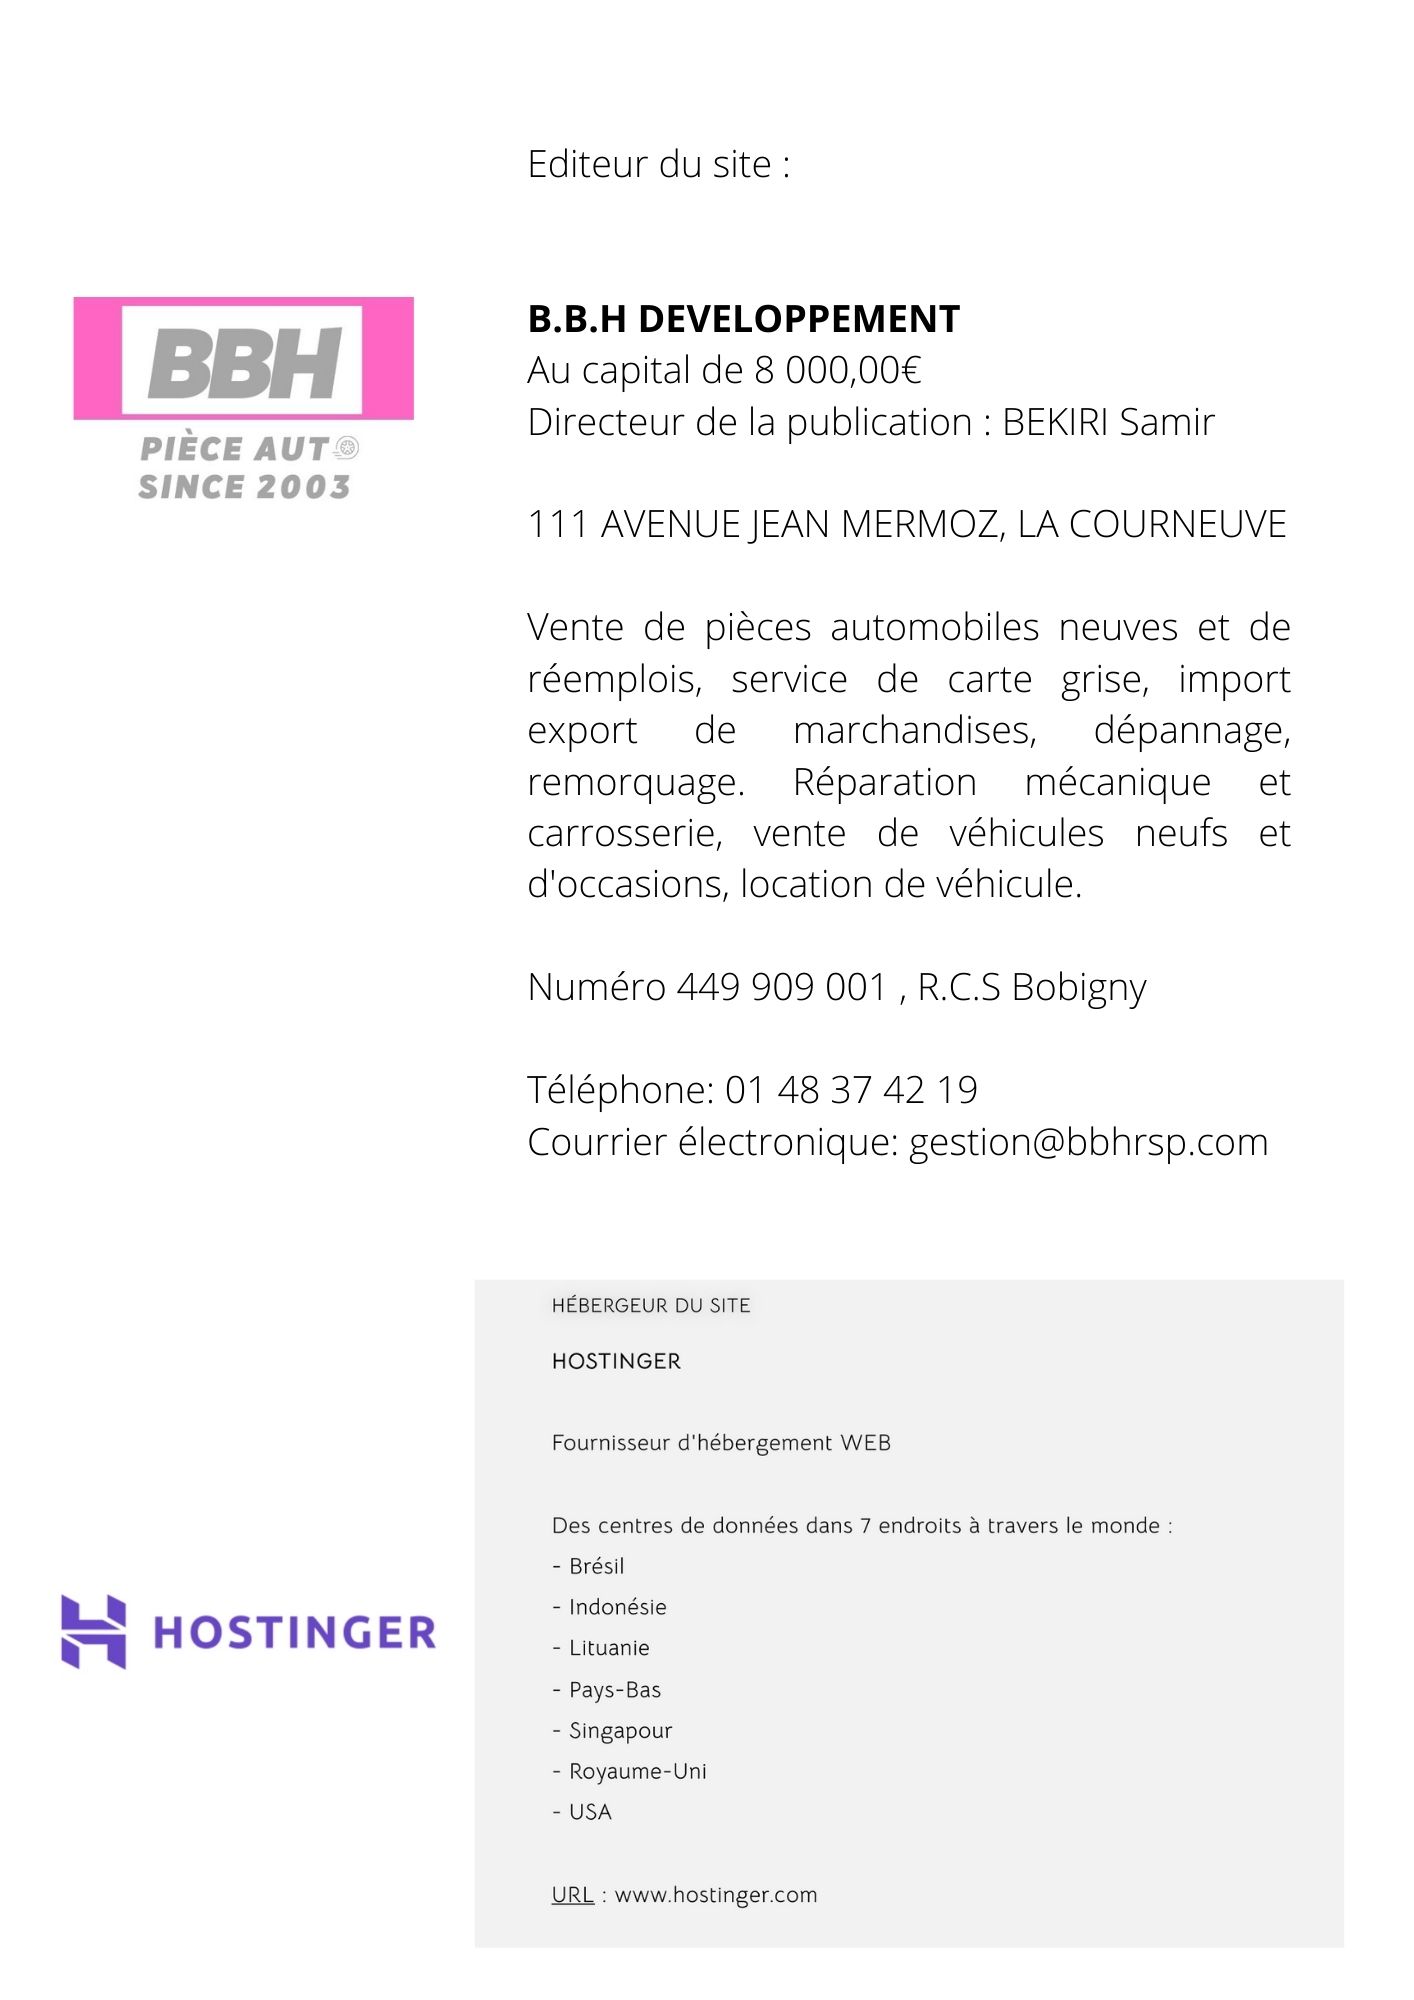 Editeur du site :
BBH
PIÈCE AUTO
SINCE 2003
B.B.H DEVELOPPEMENT
Au capital de 8 000,00€
Directeur de la publication : BEKIRI Samir
111 AVENUE JEAN MERMOZ, LA COURNEUVE
Vente de pièces automobiles neuves et de
réemplois, service de carte grise, import
export de marchandises, dépannage,
remorquage. Réparation mécanique et
carrosserie, vente de véhicules neufs et
d'occasions, location de véhicule.
Numéro 449 909 001 , R.C.S Bobigny
Téléphone: 01 48 37 42 19
Courrier électronique: gestion@bbhrsp.com
HOSTINGER
HÉBERGEUR DU SITE
HOSTINGER
Fournisseur d'hébergement WEB
Des centres de données dans 7 endroits à travers le monde :
- Brésil
- Indonésie
- Lituanie
- Pays-Bas
- Singapour
- Royaume-Uni
- USA
URL : www.hostinger.com